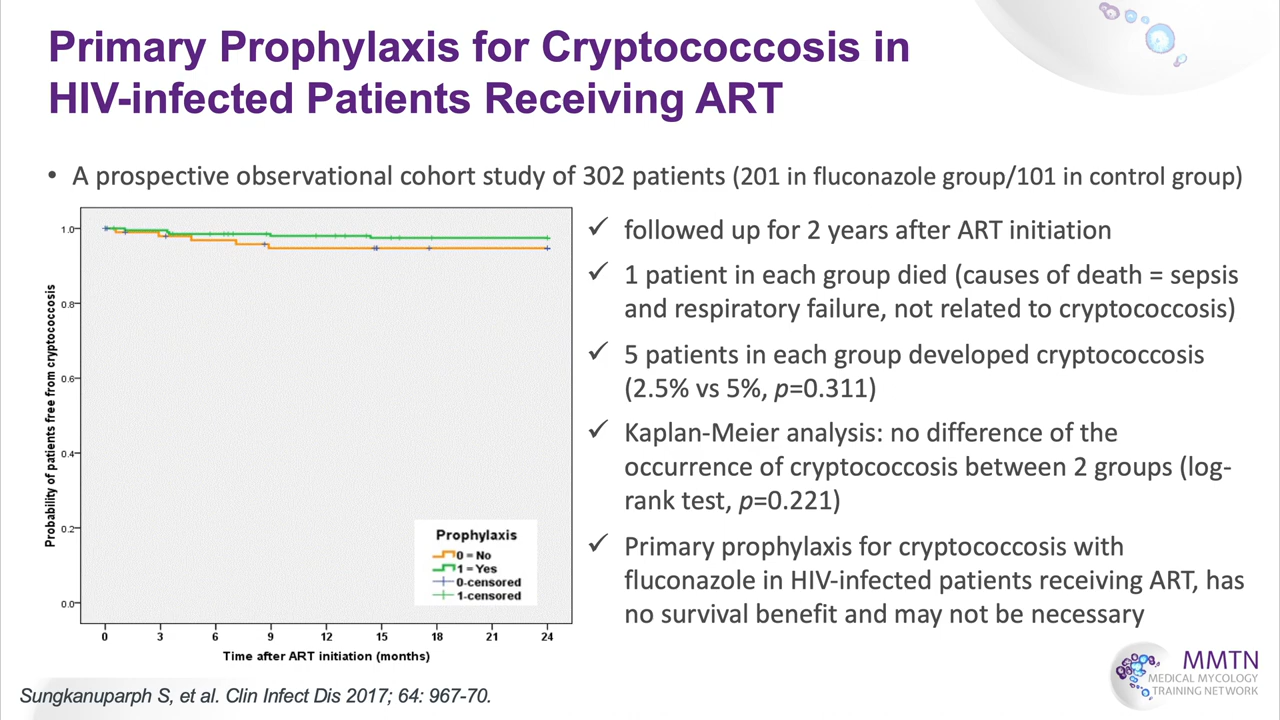 Primary Prophylaxis for Cryptococcosis in
HIV-infected Patients Receiving ART
• A prospective observational cohort study of 302 patients (201 in fluconazole group/101 in control group)
Probability of patients free from cryptococcosis
1.0
0.8
0.6
0.4
0.2
0.0
Prophylaxis
0 = No
1 = Yes
0-censored
1-censored
0 3 6 9 12 15 18 21 24
Time after ART initiation (months)
✓ followed up for 2 years after ART initiation
✓ 1 patient in each group died (causes of death = sepsis
and respiratory failure, not related to cryptococcosis)
✓ 5 patients in each group developed cryptococcosis
(2.5% vs 5%, p=0.311)
✓ Kaplan-Meier analysis: no difference of the
occurrence of cryptococcosis between 2 groups (log-
rank test, p=0.221)
✓ Primary prophylaxis for cryptococcosis with
fluconazole in HIV-infected patients receiving ART, has
no survival benefit and may not be necessary
Sungkanuparph S, et al. Clin Infect Dis 2017; 64: 967-70.
MMTN
MEDICAL MYCOLOGY
TRAINING NETWORK